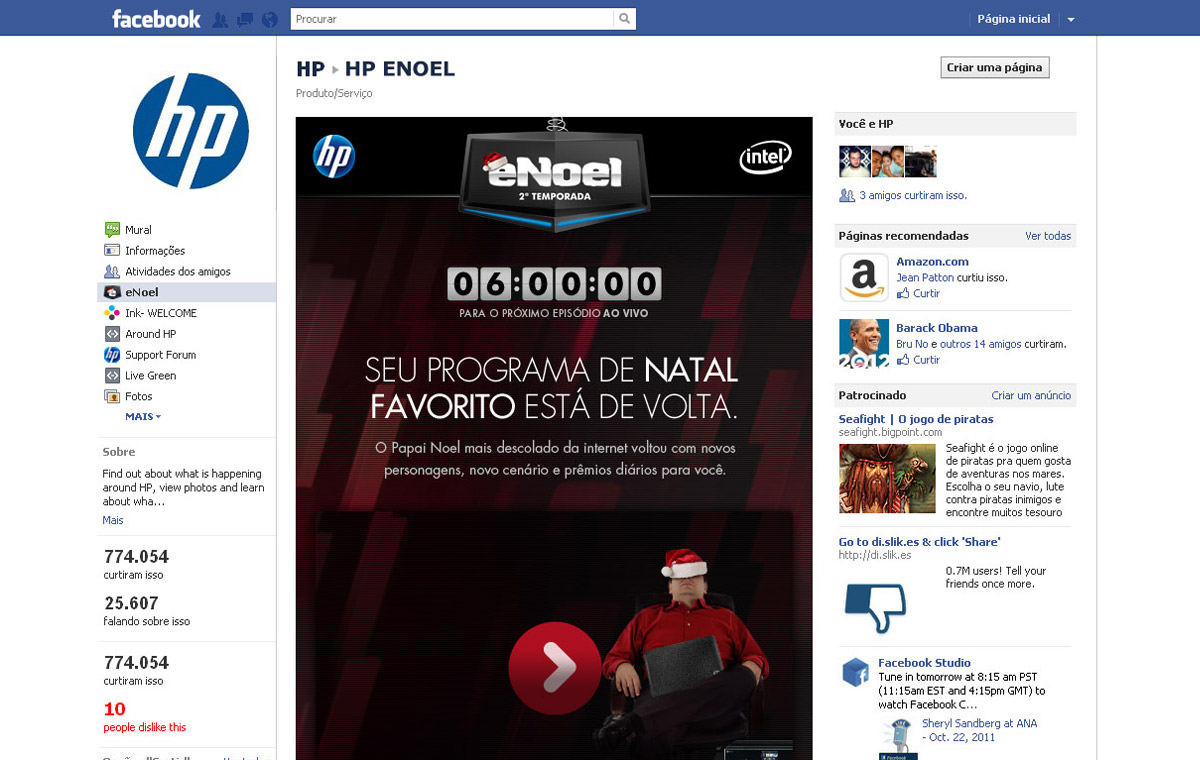 facebook
Procurar
Página inicial
hp
Mural
Informações
Atividades dos amigos
eNoel
Ink- WELCOME
Around HP
Support Forum
Live Green
Fotos
MAIS
Sobre
Find out about what is happening
around HP, view photos and learn
about wha...
Mais
774.054
curtiram isso
25.607
falando sobre isso
774.054
curtiram isso
10
people dislike this
HP HP ENOEL
Produto/Serviço
Criar uma página
hp
eNoel
2ª TEMPORADA
intel
06:00:00
PARA O PRÓXIMO EPISÓDIO AO VIVO
SEU PROGRAMA DE NATAL
FAVORITO ESTÁ DE VOLTA.
O Papai Noel mais descolado da internet voltou com novos
personagens, novo cenário e prêmios diários para você.
Você e HP
3 amigos curtiram isso.
Páginas recomendadas Ver todas
Amazon.com
Jean Patton curtiu isso.
Curtir
Barack Obama
Bru No e outros 14 amigos curtiram.
Curtir
Patrocinado Criar um anúncio
Seafight | O jogo de piratas
seafight.bigpoint.com
Seafight é o jogo online
de piratas pra quem gosta
de aventuras nos mares.
Escolha o seu navio, lute
contra piratas inimigos e
encontre muitos tesouro
Go to di.slik.es & click 'Share'
http://di.slik.es
0.7M users! Tell your
friends once more.
Facebook Studio
Tune in tomorrow at 8:15 am PST
(11:15am EST and 4:15pm GMT) to
watch Facebook C...
Sheryl Sandberg at ANA
- Oct. 22, 2011